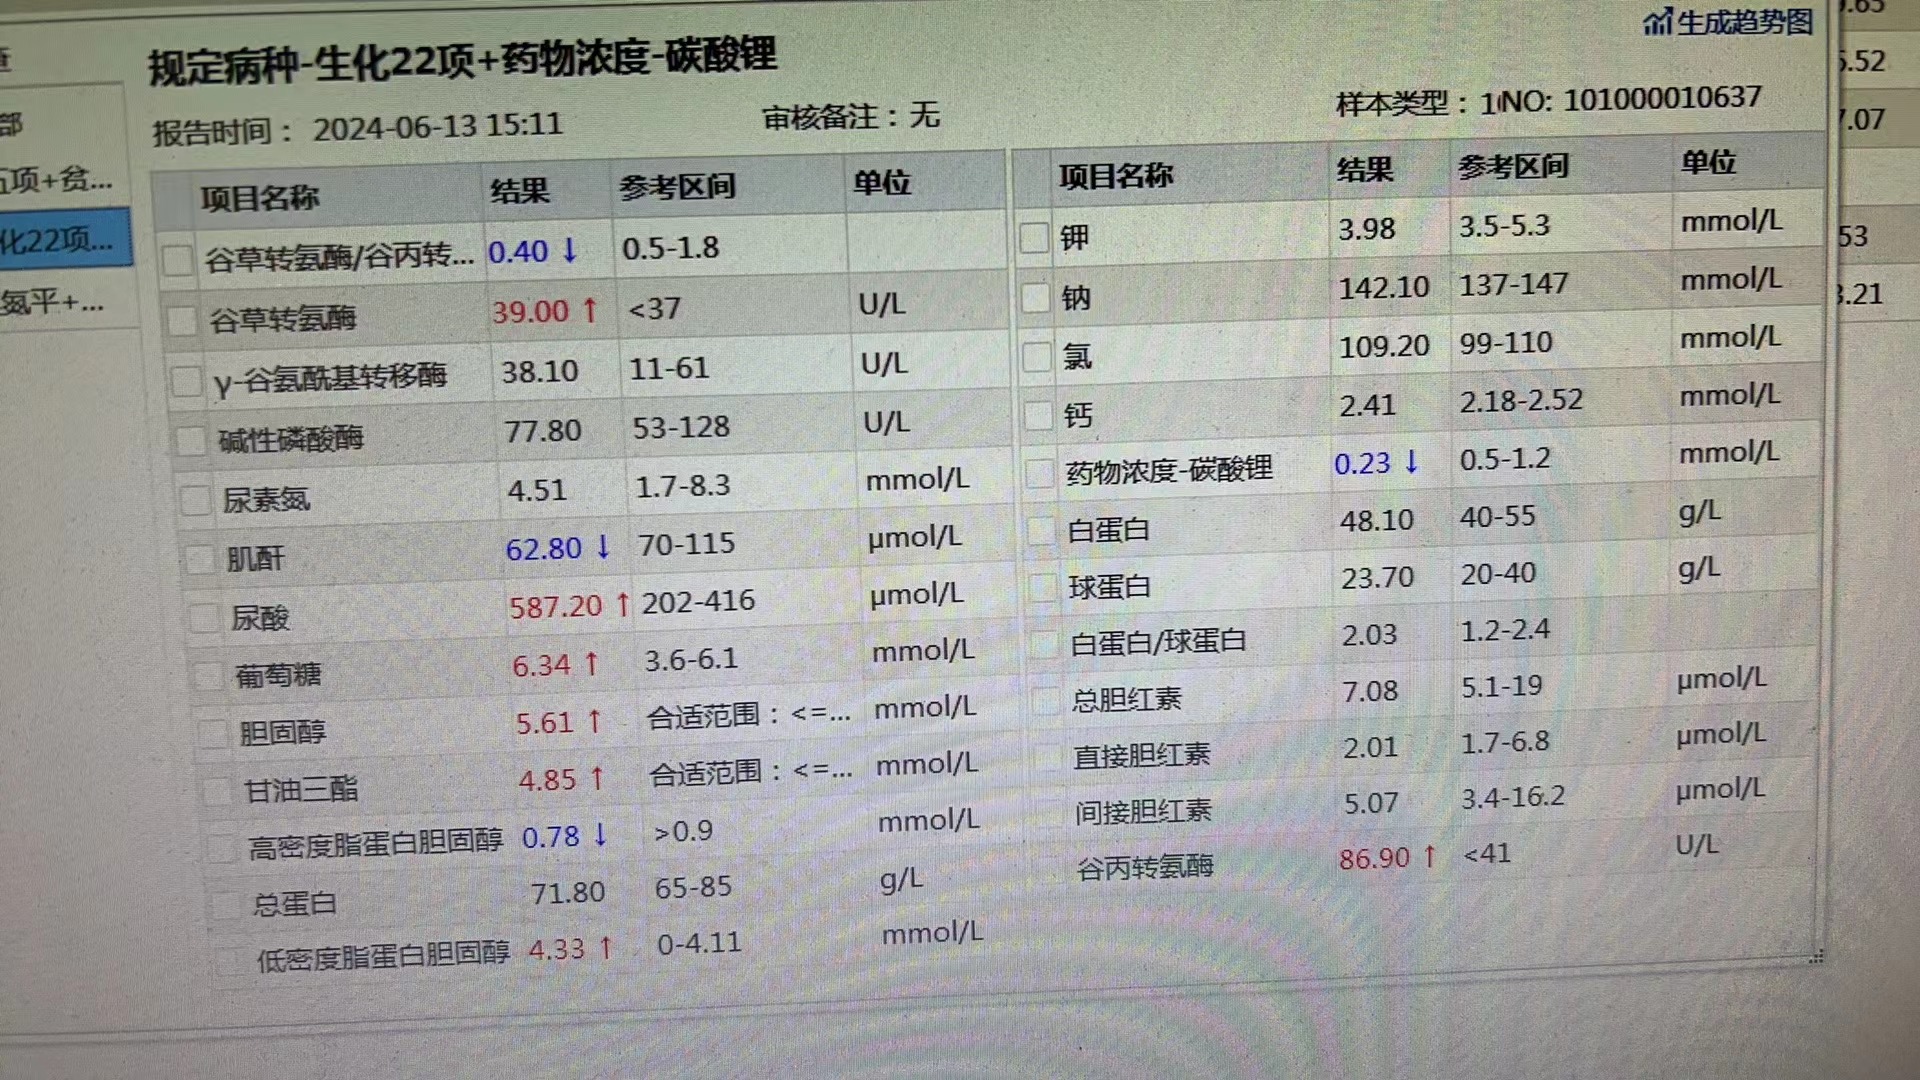 生成趋势图
规定病种-生化22项+药物浓度-碳酸锂
报告时间： 2024-06-13 15:11
审核备注：无
样本类型：1
NO: 101000010637
部
项+贫...
化22项...
氮平+...
项目名称 结果 参考区间 单位
谷草转氨酶/谷丙转... 0.40 ↓ 0.5-1.8
谷草转氨酶 39.00 ↑ <37 U/L
γ-谷氨酰基转移酶 38.10 11-61 U/L
碱性磷酸酶 77.80 53-128 U/L
尿素氮 4.51 1.7-8.3 mmol/L
肌酐 62.80 ↓ 70-115 μmol/L
尿酸 587.20 ↑ 202-416 μmol/L
葡萄糖 6.34 ↑ 3.6-6.1 mmol/L
胆固醇 5.61 ↑ 合适范围：<=... mmol/L
甘油三酯 4.85 ↑ 合适范围：<=... mmol/L
高密度脂蛋白胆固醇 0.78 ↓ >0.9 mmol/L
总蛋白 71.80 65-85 g/L
低密度脂蛋白胆固醇 4.33 ↑ 0-4.11 mmol/L
项目名称 结果 参考区间 单位
钾 3.98 3.5-5.3 mmol/L
钠 142.10 137-147 mmol/L
氯 109.20 99-110 mmol/L
钙 2.41 2.18-2.52 mmol/L
药物浓度-碳酸锂 0.23 ↓ 0.5-1.2 mmol/L
白蛋白 48.10 40-55 g/L
球蛋白 23.70 20-40 g/L
白蛋白/球蛋白 2.03 1.2-2.4
总胆红素 7.08 5.1-19 μmol/L
直接胆红素 2.01 1.7-6.8 μmol/L
间接胆红素 5.07 3.4-16.2 μmol/L
谷丙转氨酶 86.90 ↑ <41 U/L
.52
.07
53
.21